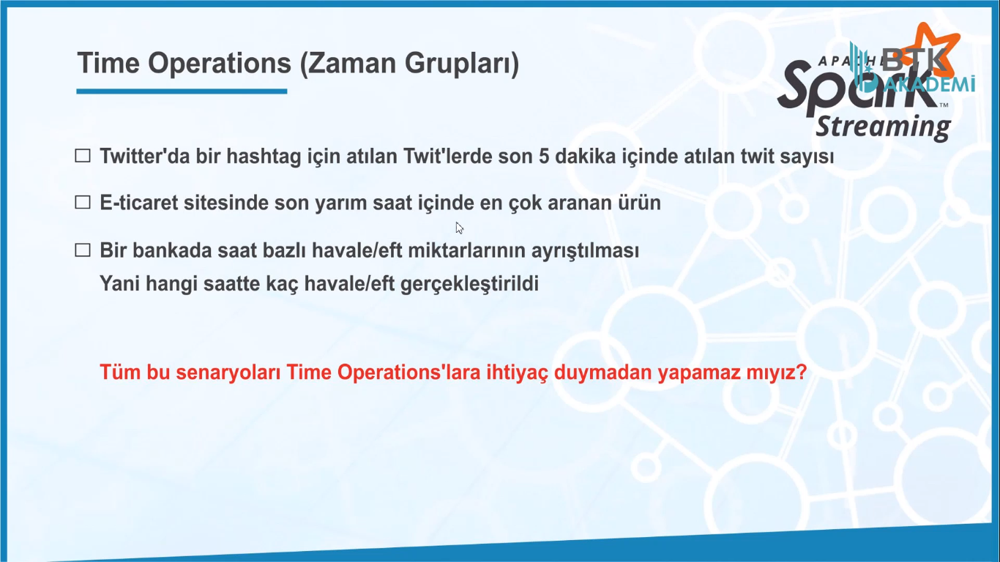 Time Operations (Zaman Grupları)
APACHE
Spark™
Streaming
BTK
AKADEMİ
Twitter'da bir hashtag için atılan Twit'lerde son 5 dakika içinde atılan twit sayısı
E-ticaret sitesinde son yarım saat içinde en çok aranan ürün
Bir bankada saat bazlı havale/eft miktarlarının ayrıştılması
Yani hangi saatte kaç havale/eft gerçekleştirildi
Tüm bu senaryoları Time Operations'lara ihtiyaç duymadan yapamaz mıyız?